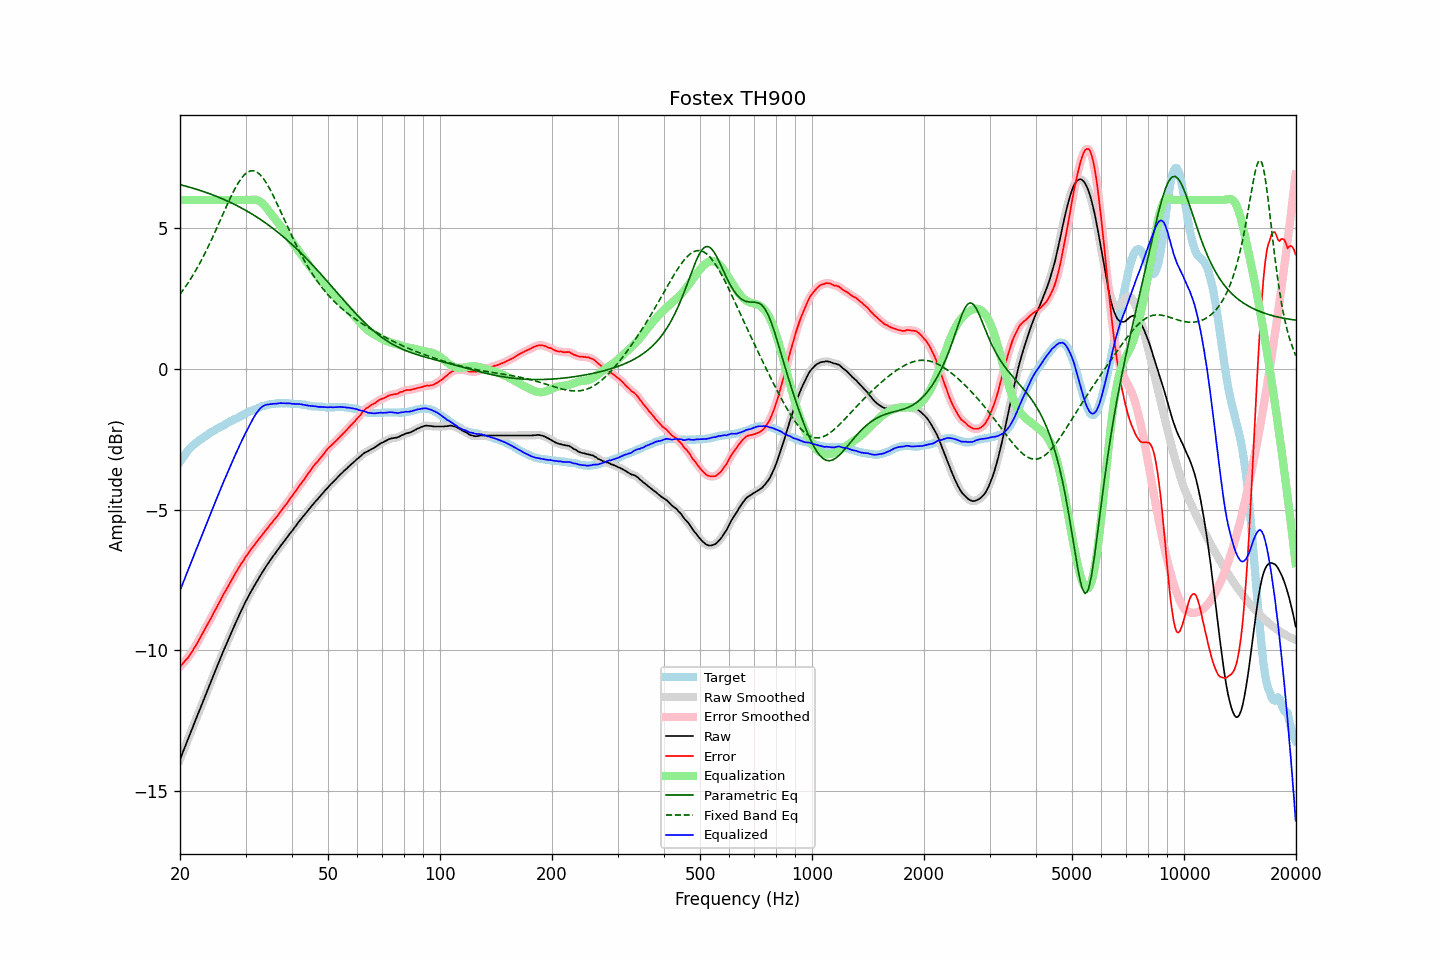 Fostex TH900
Amplitude (dBr)
5
0
−5
−10
−15
Target
Raw Smoothed
Error Smoothed
Raw
Error
Equalization
Parametric Eq
Fixed Band Eq
Equalized
20 50 100 200 500 1000 2000 5000 10000 20000
Frequency (Hz)